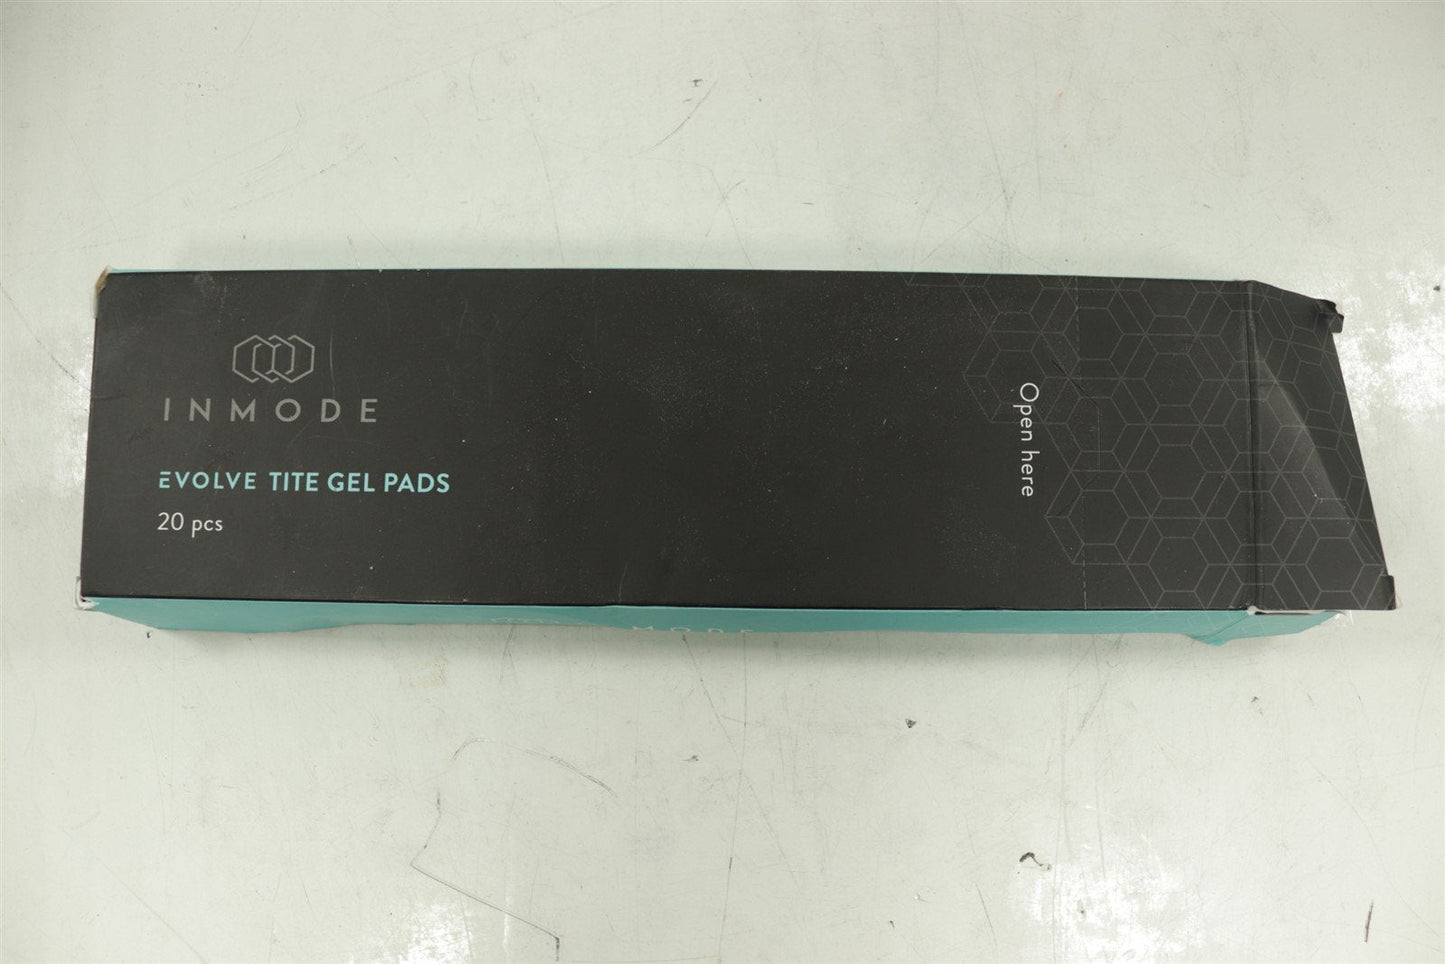 INMODE
EVOLVE TITE GEL PADS
20 pcs
Open here